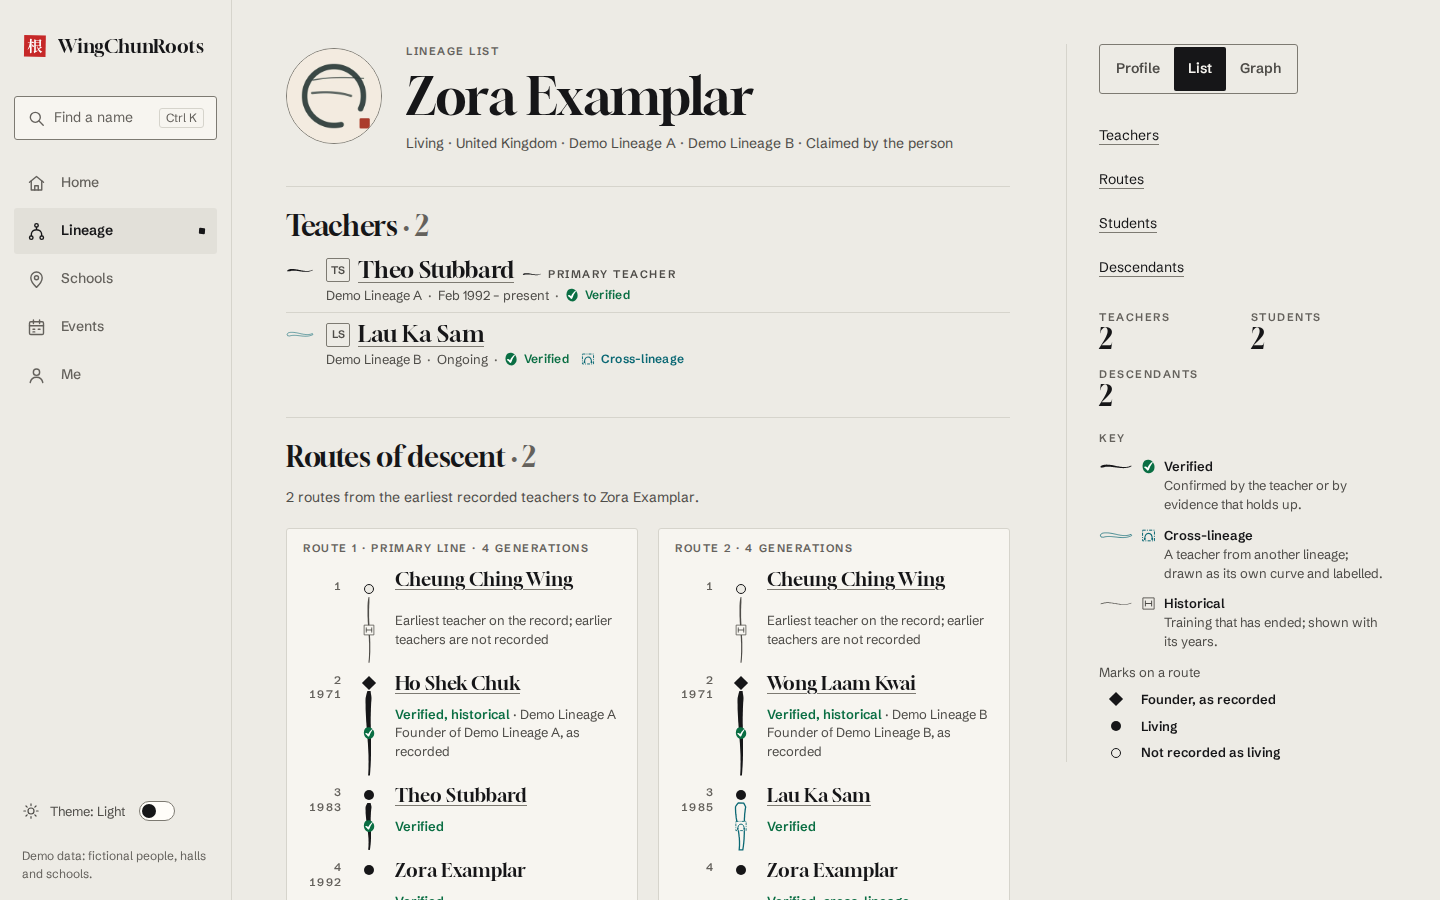 根 WingChunRoots
Find a name Ctrl K
Home
Lineage
Schools
Events
Me
Theme: Light
Demo data: fictional people, halls
and schools.
LINEAGE LIST
Zora Examplar
Living · United Kingdom · Demo Lineage A · Demo Lineage B · Claimed by the person
Teachers · 2
TS Theo Stubbard PRIMARY TEACHER
Demo Lineage A · Feb 1992 – present · Verified
LS Lau Ka Sam
Demo Lineage B · Ongoing · Verified Cross-lineage
Routes of descent · 2
2 routes from the earliest recorded teachers to Zora Examplar.
ROUTE 1 · PRIMARY LINE · 4 GENERATIONS
1 Cheung Ching Wing
Earliest teacher on the record; earlier
teachers are not recorded
2 Ho Shek Chuk
1971
Verified, historical · Demo Lineage A
Founder of Demo Lineage A, as
recorded
3 Theo Stubbard
1983
Verified
4 Zora Examplar
1992
Verified
ROUTE 2 · 4 GENERATIONS
1 Cheung Ching Wing
Earliest teacher on the record; earlier
teachers are not recorded
2 Wong Laam Kwai
1971
Verified, historical · Demo Lineage B
Founder of Demo Lineage B, as
recorded
3 Lau Ka Sam
1985
Verified
4 Zora Examplar
Verified, cross-lineage
Profile List Graph
Teachers
Routes
Students
Descendants
TEACHERS STUDENTS
2 2
DESCENDANTS
2
KEY
Verified
Confirmed by the teacher or by
evidence that holds up.
Cross-lineage
A teacher from another lineage;
drawn as its own curve and labelled.
H Historical
Training that has ended; shown with
its years.
Marks on a route
Founder, as recorded
Living
Not recorded as living